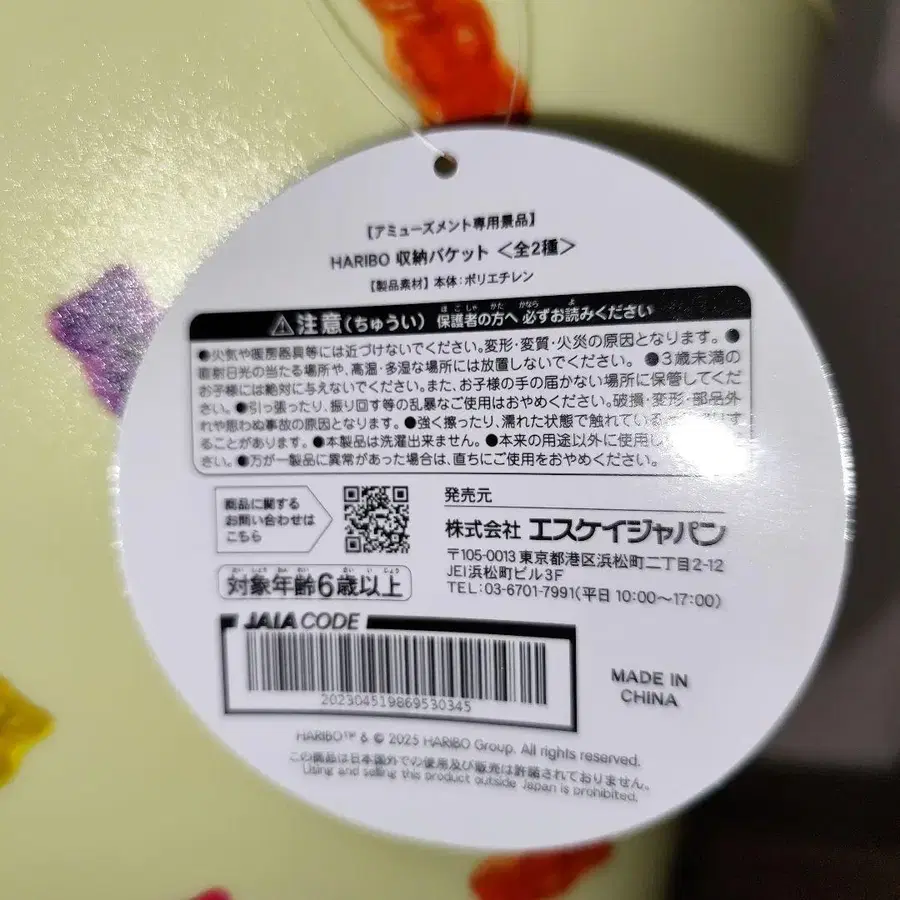 【アミューズメント専用景品】
HARIBO 収納バケット <全2種>
【製品素材】本体:ポリエチレン
注意(ちゅうい) 保護者の方へ 必ずお読みください
ほごしゃ かた かなら よ
●火気や暖房器具等には近づけないでください。変形・変質・火災の原因となります。●
直射日光の当たる場所や、高温・多湿な場所には放置しないでください。●3歳未満の
お子様には絶対に与えないでください。また、お子様の手の届かない場所に保管してくだ
さい。●引っ張ったり、振り回す等の乱暴なご使用はおやめください。破損・変形・部品外
れや思わぬ事故の原因となります。●強く擦ったり、濡れた状態で触れている
ることがあります。●本製品は洗濯出来ません。●本来の用途以外に使用し
さい。●万が一製品に異常があった場合は、直ちにご使用をおやめください。
商品に関する
お問い合わせは
こちら
発売元
株式会社 エスケイジャパン
〒105-0013 東京都港区浜松町二丁目2-12
JEI浜松町ビル3F
TEL:03-6701-7991(平日 10:00～17:00)
対象年齢6歳以上
JAIA CODE
202304519869530345
MADE IN
CHINA
HARIBO™ & © 2025 HARIBO Group. All rights reserved.
この商品は日本国外での使用及び販売は許諾されておりません。
Using and selling this product outside Japan is prohibited.